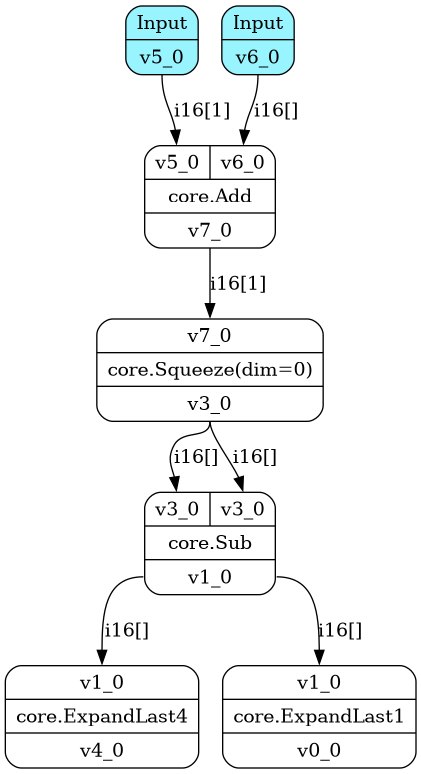 Input
Input
v5_0
v6_0
i16[1]
i16[]
v5_0
v6_0
core.Add
v7_0
i16[1]
v7_0
core.Squeeze(dim=0)
v3_0
i16[]
i16[]
v3_0
v3_0
core.Sub
v1_0
i16[]
i16[]
v1_0
core.ExpandLast4
v4_0
v1_0
core.ExpandLast1
v0_0